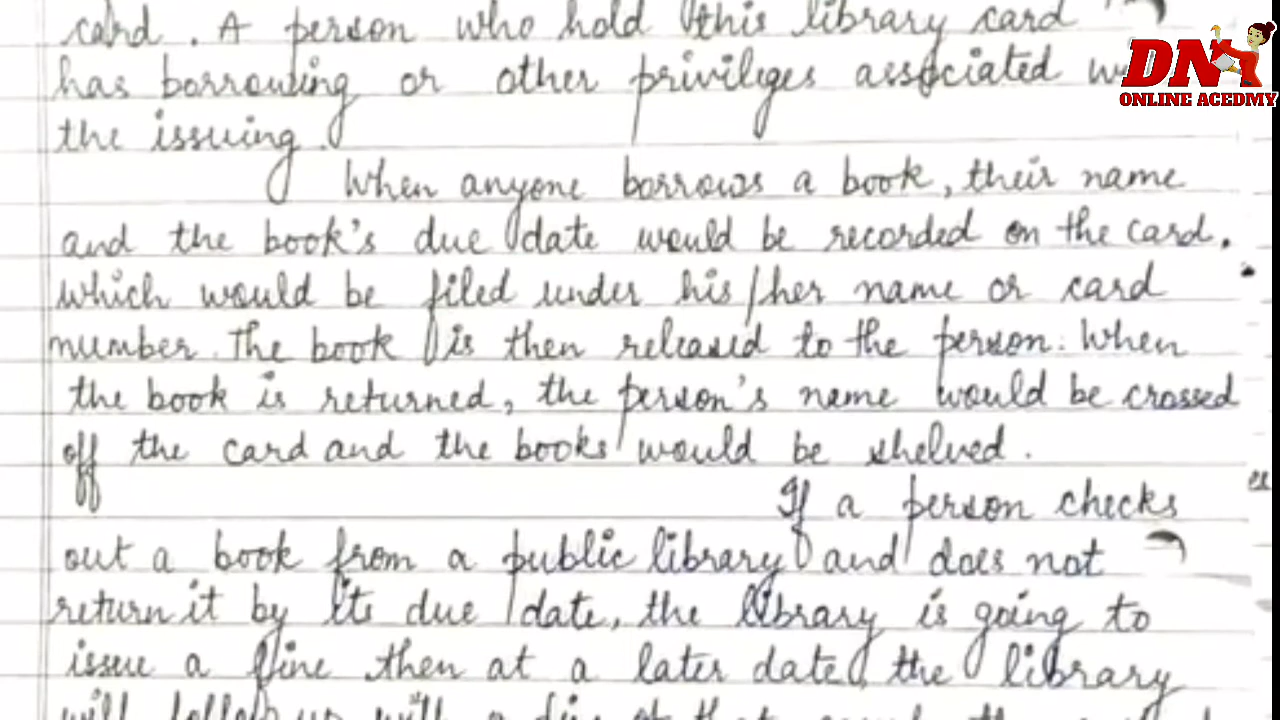 card. A person who hold this library card
has borrowing or other privileges associated
the issuing.
When anyone borrows a book, their name
and the book's due date would be recorded on the card.
which would be filed under his/her name or card
number. The book is then released to the person. When
the book is returned, the person's name would be crossed
off the card and the books would be shelved.
If a person checks
out a book from a public library and does not
return it by its due date, the library is going to
issue a fine then at a later date, the library
will follow up will a
DN
ONLINE ACEDMY